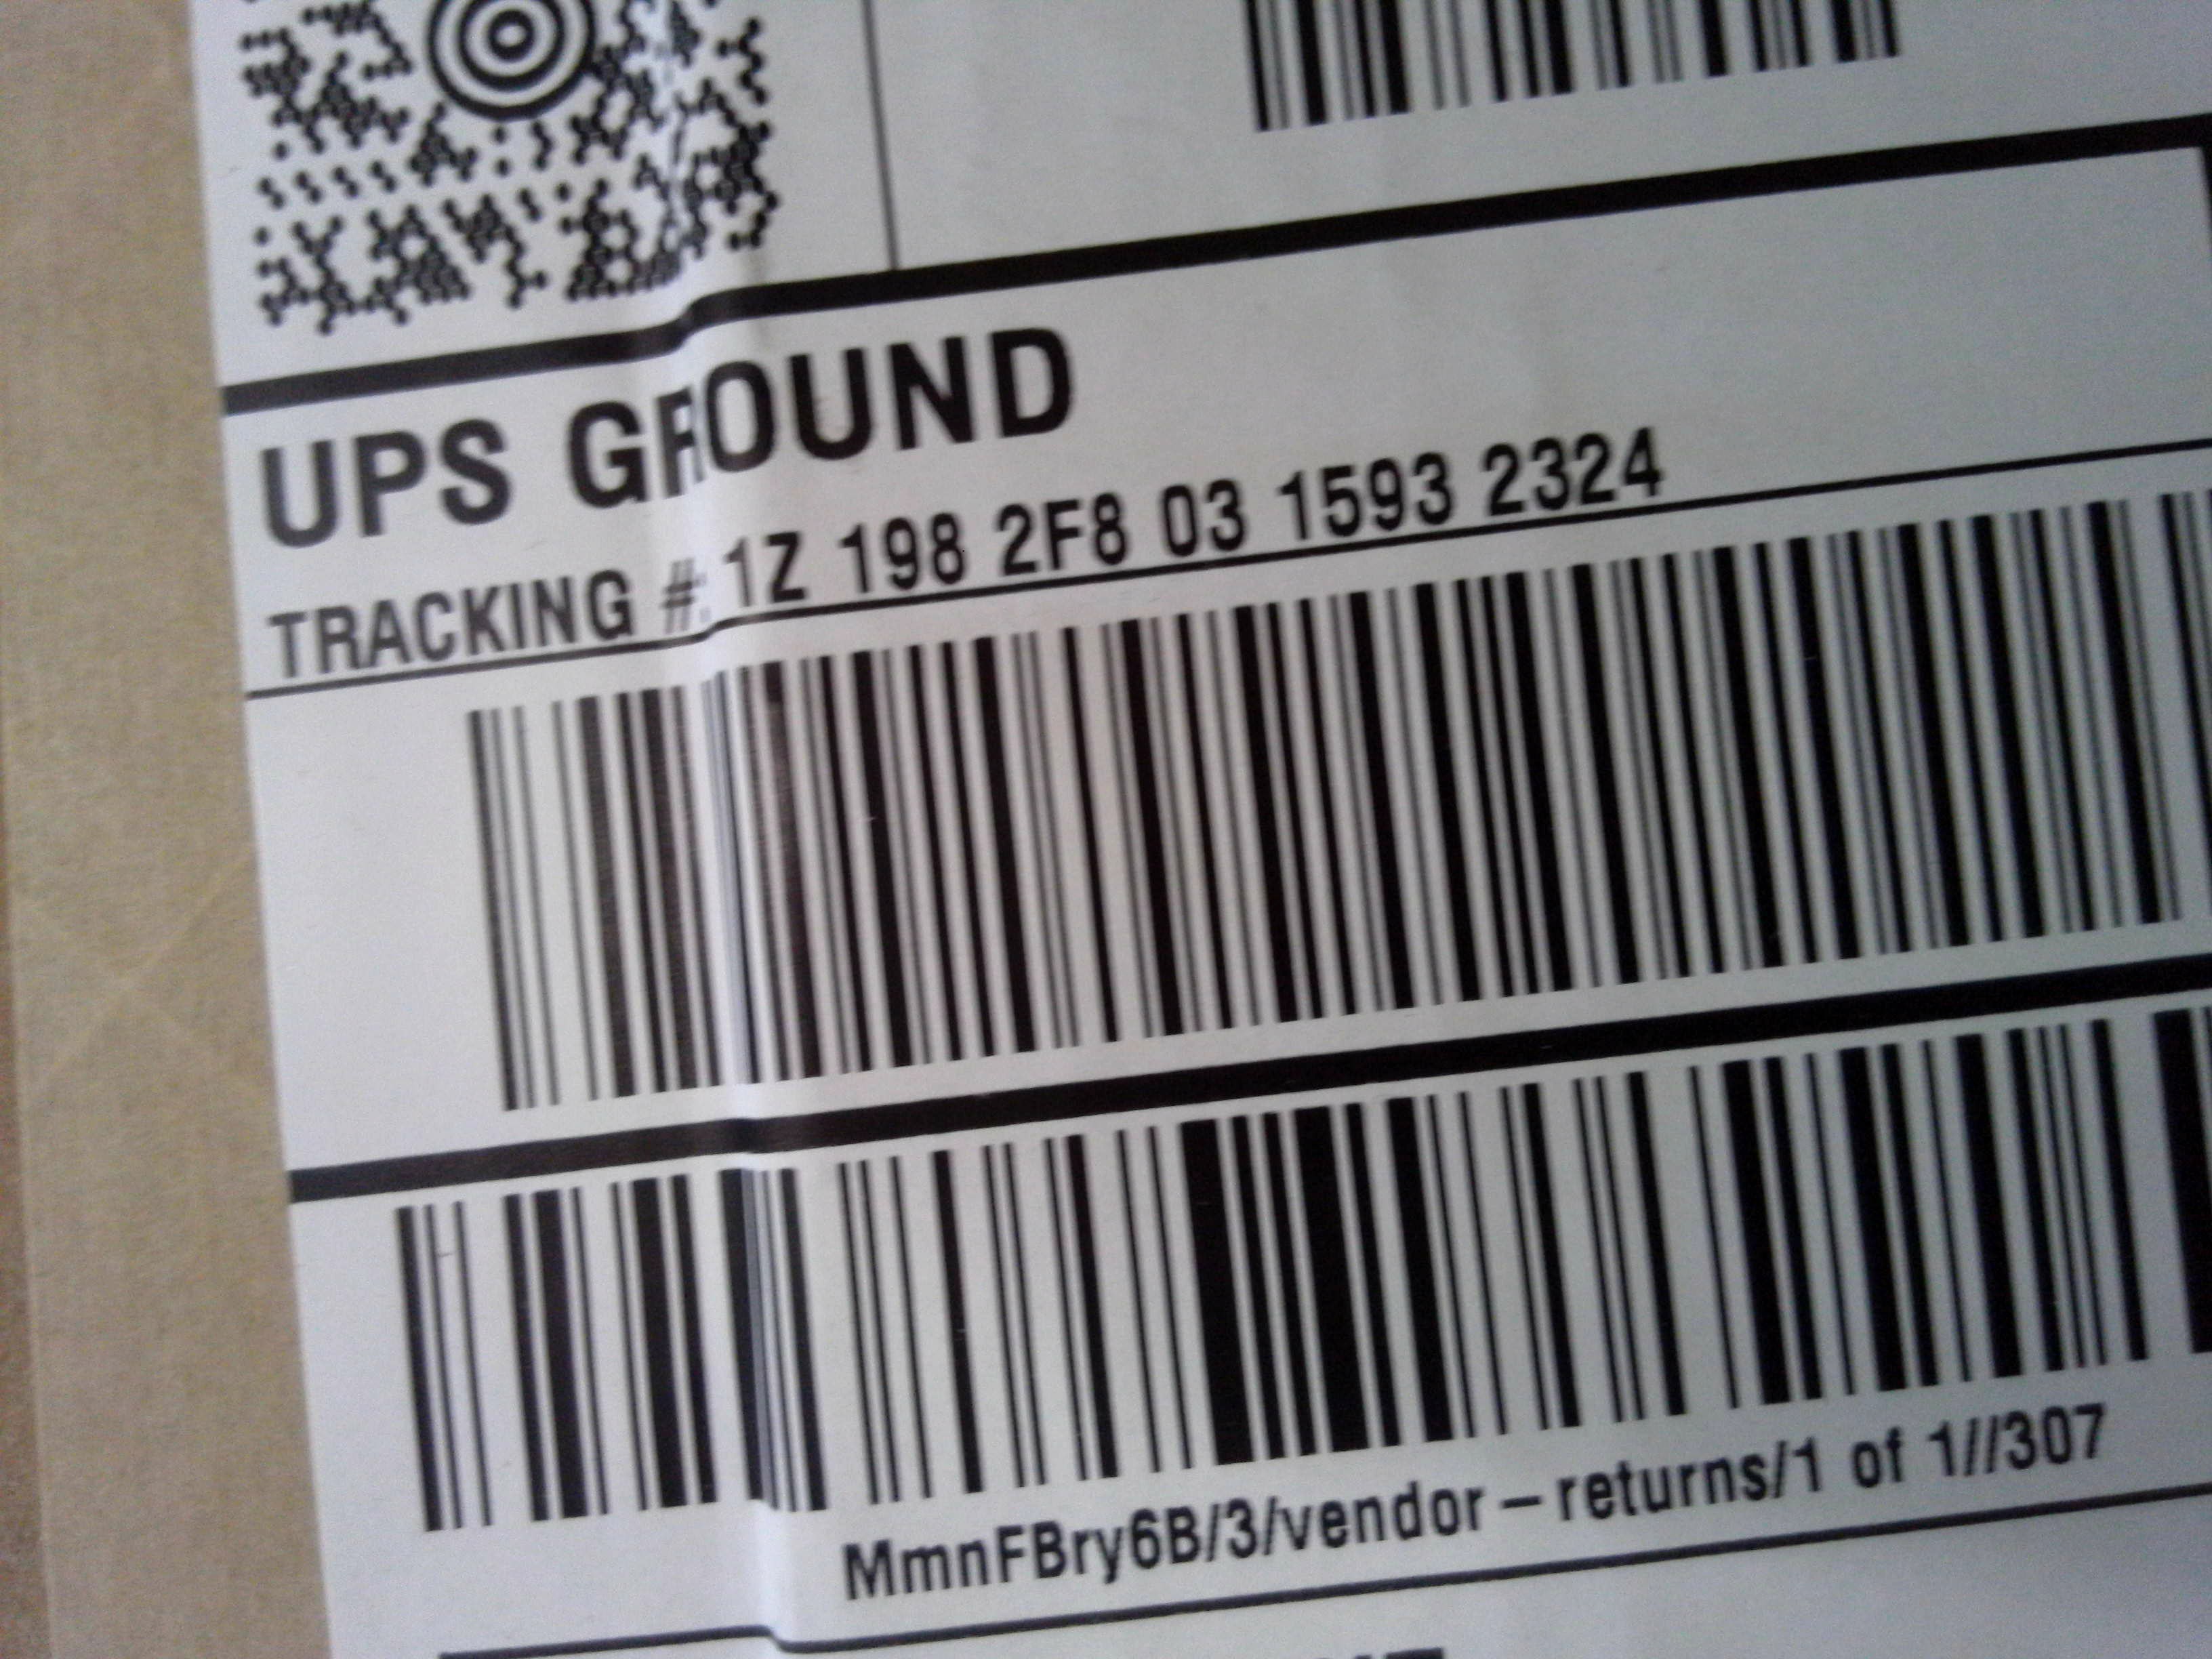 UPS GROUND
TRACKING #: 1Z 198 2F8 03 1593 2324
MmnFBry6B/3/vendor – returns/1 of 1//307